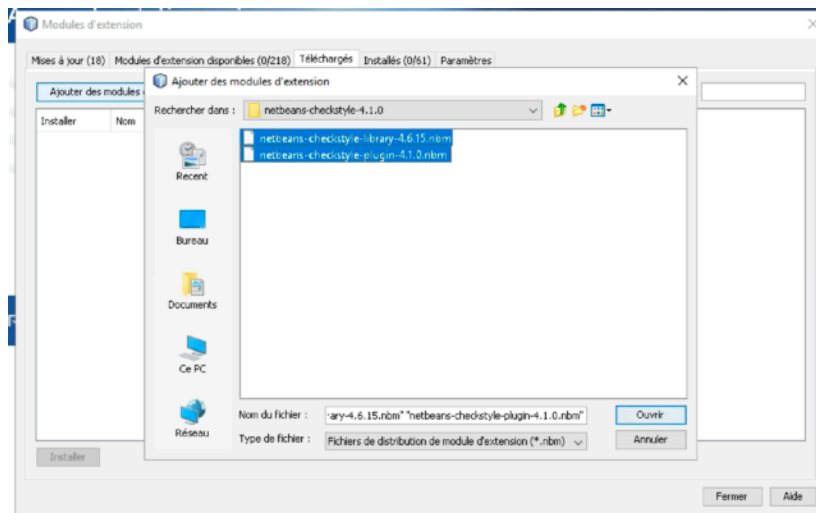 Modules d'extension
Mises à jour (18) Modules d'extension disponibles (0/218) Téléchargés Installés (0/61) Paramètres
Ajouter des modules
Installer Nom
Ajouter des modules d'extension
Rechercher dans : netbeans-checkstyle-4.1.0
netbeans-checkstyle-library-4.6.15.nbm
netbeans-checkstyle-plugin-4.1.0.nbm
Recent
Bureau
Documents
Ce PC
Réseau
Nom du fichier : ary-4.6.15.nbm" "netbeans-checkstyle-plugin-4.1.0.nbm"
Ouvrir
Type de fichier : Fichiers de distribution de module d'extension (*.nbm)
Annuler
Installer
Fermer Aide